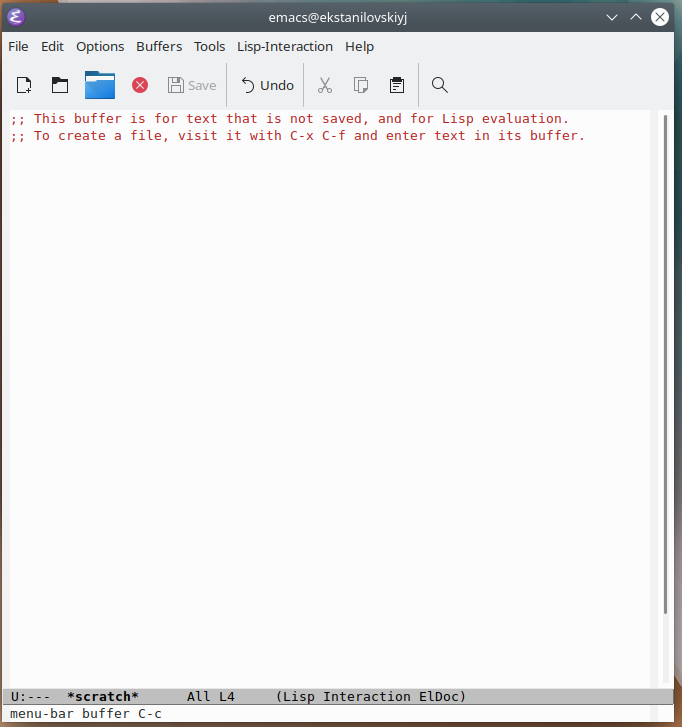 emacs@ekstanilovskiyj
File Edit Options Buffers Tools Lisp-Interaction Help
Save Undo
;; This buffer is for text that is not saved, and for Lisp evaluation.
;; To create a file, visit it with C-x C-f and enter text in its buffer.
U:--- *scratch* All L4 (Lisp Interaction ElDoc)
menu-bar buffer C-c